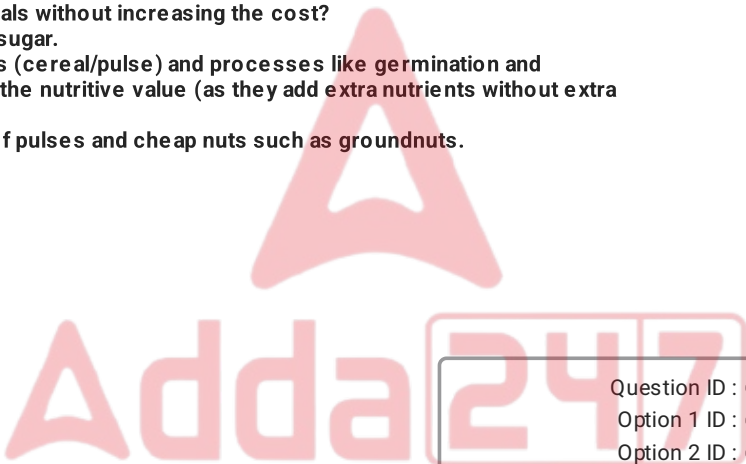 als without increasing the cost?
sugar.
s (cereal/pulse) and processes like germination and
the nutritive value (as they add extra nutrients without extra
f pulses and cheap nuts such as groundnuts.
Adda247
Question ID :
Option 1 ID :
Option 2 ID :